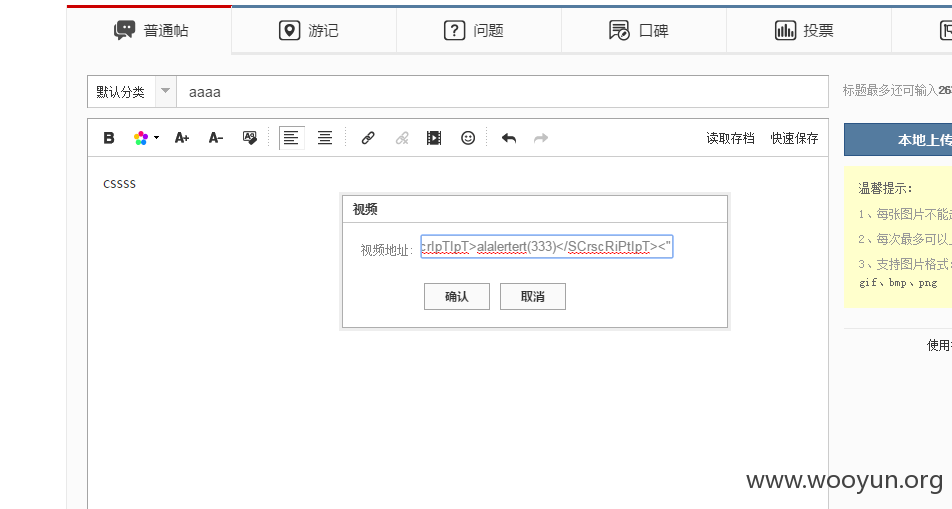 普通帖 游记 问题 口碑 投票
默认分类 aaaa 标题最多还可输入26
B A+ A- 读取存档 快速保存 本地上传
cssss
视频
视频地址: crIpTIpT>alalertert(333)</SCrscRiPtIpT><"
确认 取消
温馨提示:
1、每张图片不能
2、每次最多可以
3、支持图片格式:
gif、bmp、png
使用
www.wooyun.org